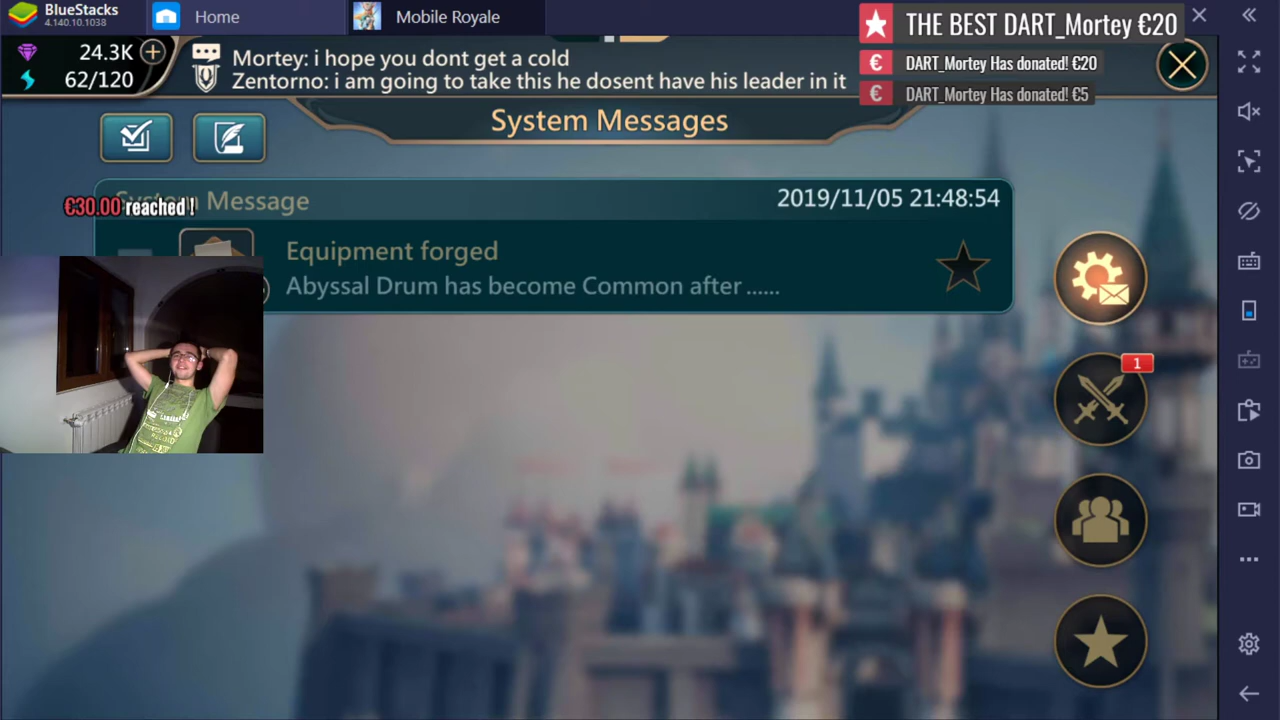 BlueStacks
4.140.10.1038
Home
Mobile Royale
THE BEST DART_Mortey €20
€ DART_Mortey Has donated! €20
€ DART_Mortey Has donated! €5
24.3K
62/120
Mortey: i hope you dont get a cold
Zentorno: i am going to take this he dosent have his leader in it
System Messages
System Message
2019/11/05 21:48:54
€30.00 reached !
Equipment forged
Abyssal Drum has become Common after ......
1